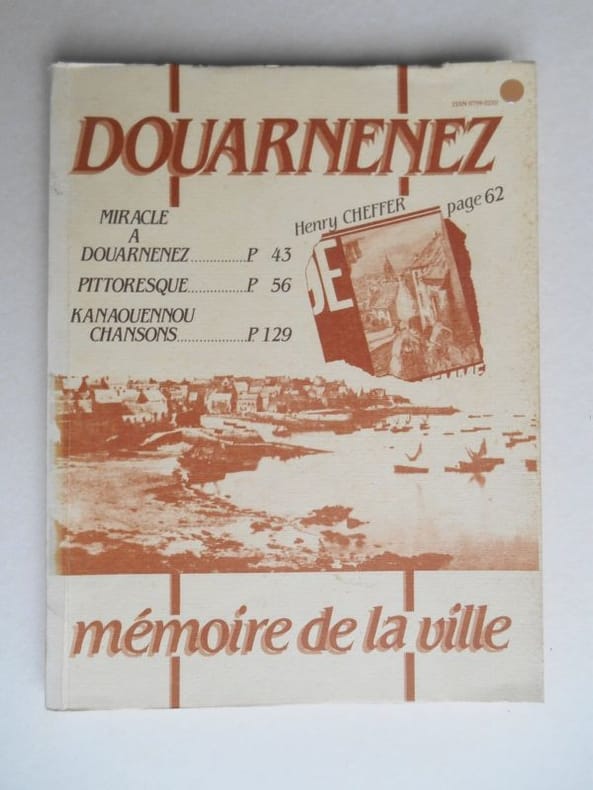 DOUARNENEZ
MIRACLE
A
DOUARNENEZ..............P. 43
PITTORESQUE..............P. 56
KANAOUENNOU
CHANSONS.................P. 129
Henry CHEFFER page 62
mémoire de la ville